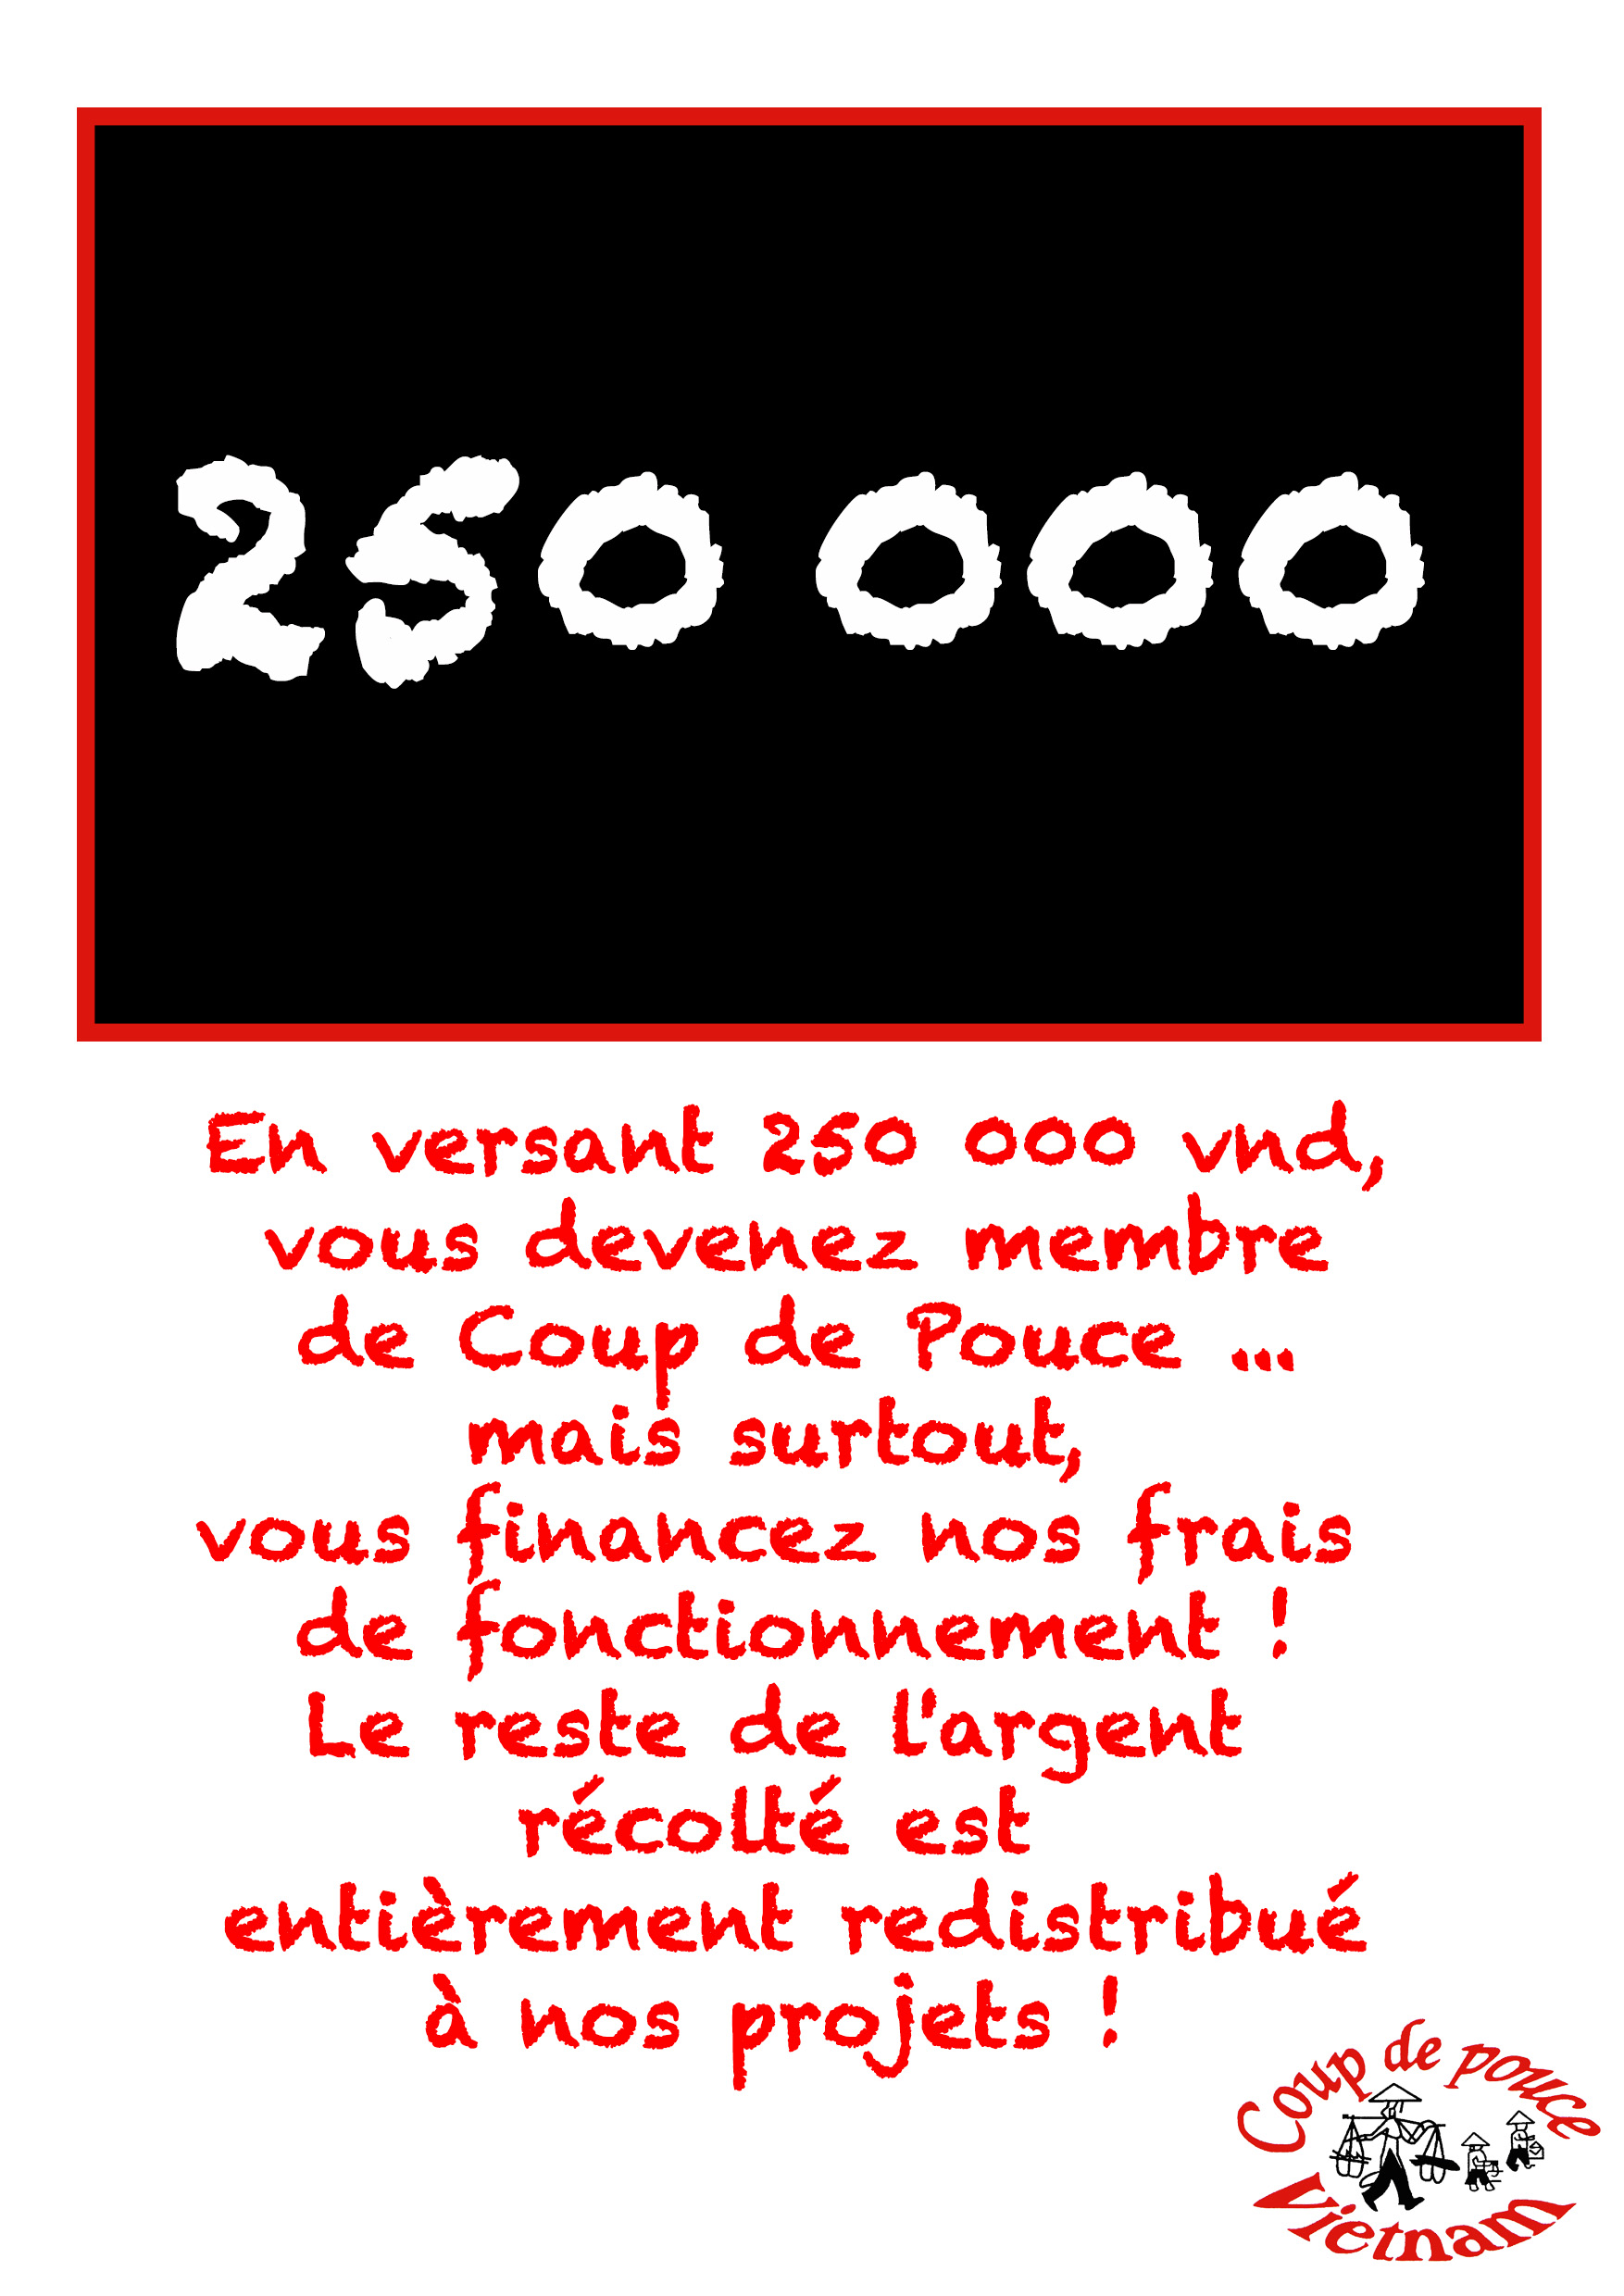 250 000
En versant 250 000 vnd,
vous devenez membre
de Coup de Pouce ...
mais surtout,
vous financez nos frais
de fonctionnement !
Le reste de l'argent
récolté est
entièrement redistribué
à nos projets !
Coup de pouce
Vietnam